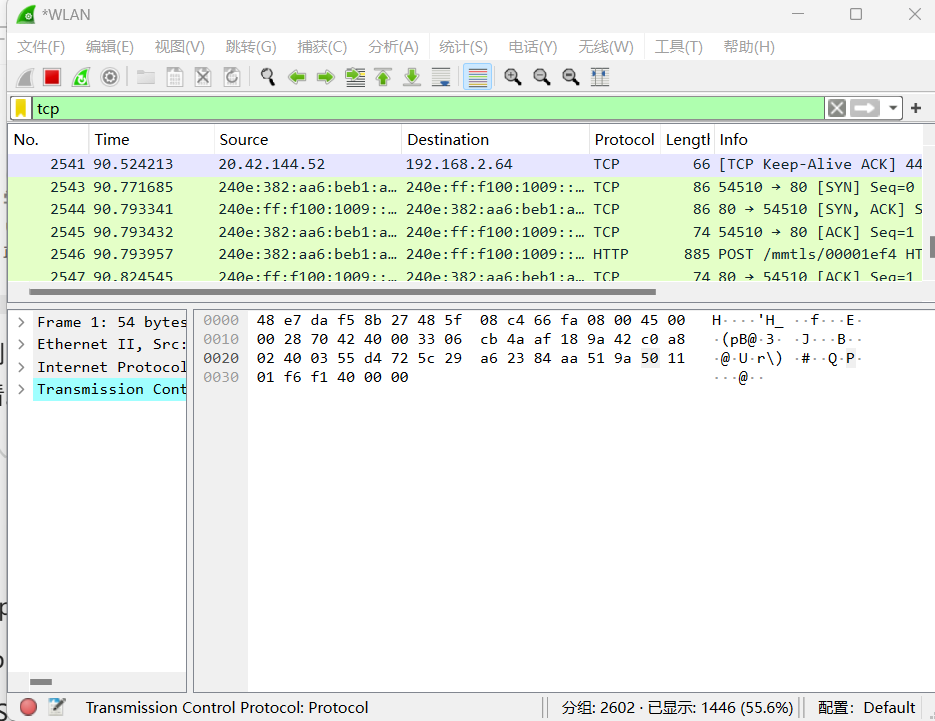 *WLAN
文件(F) 编辑(E) 视图(V) 跳转(G) 捕获(C) 分析(A) 统计(S) 电话(Y) 无线(W) 工具(T) 帮助(H)
tcp
No. Time Source Destination Protocol Length Info
2541 90.524213 20.42.144.52 192.168.2.64 TCP 66 [TCP Keep-Alive ACK] 44
2543 90.771685 240e:382:aa6:beb1:a… 240e:ff:f100:1009::… TCP 86 54510 → 80 [SYN] Seq=0
2544 90.793341 240e:ff:f100:1009::… 240e:382:aa6:beb1:a… TCP 86 80 → 54510 [SYN, ACK] S
2545 90.793432 240e:382:aa6:beb1:a… 240e:ff:f100:1009::… TCP 74 54510 → 80 [ACK] Seq=1
2546 90.793957 240e:382:aa6:beb1:a… 240e:ff:f100:1009::… HTTP 885 POST /mmtls/00001ef4 HT
2547 90.824545 240e:ff:f100:1009::… 240e:382:aa6:beb1:a… TCP 74 80 → 54510 [ACK] Seq=1
Frame 1: 54 bytes
Ethernet II, Src:
Internet Protocol
Transmission Cont
0000 48 e7 da f5 8b 27 48 5f 08 c4 66 fa 08 00 45 00 H····'H_ ··f···E·
0010 00 28 70 42 40 00 33 06 cb 4a af 18 9a 42 c0 a8 ·(pB@·3· ·J···B··
0020 02 40 03 55 d4 72 5c 29 a6 23 84 aa 51 9a 50 11 ·@·U·r\) ·#··Q·P·
0030 01 f6 f1 40 00 00 ···@··
Transmission Control Protocol: Protocol 分组: 2602 · 已显示: 1446 (55.6%) 配置: Default